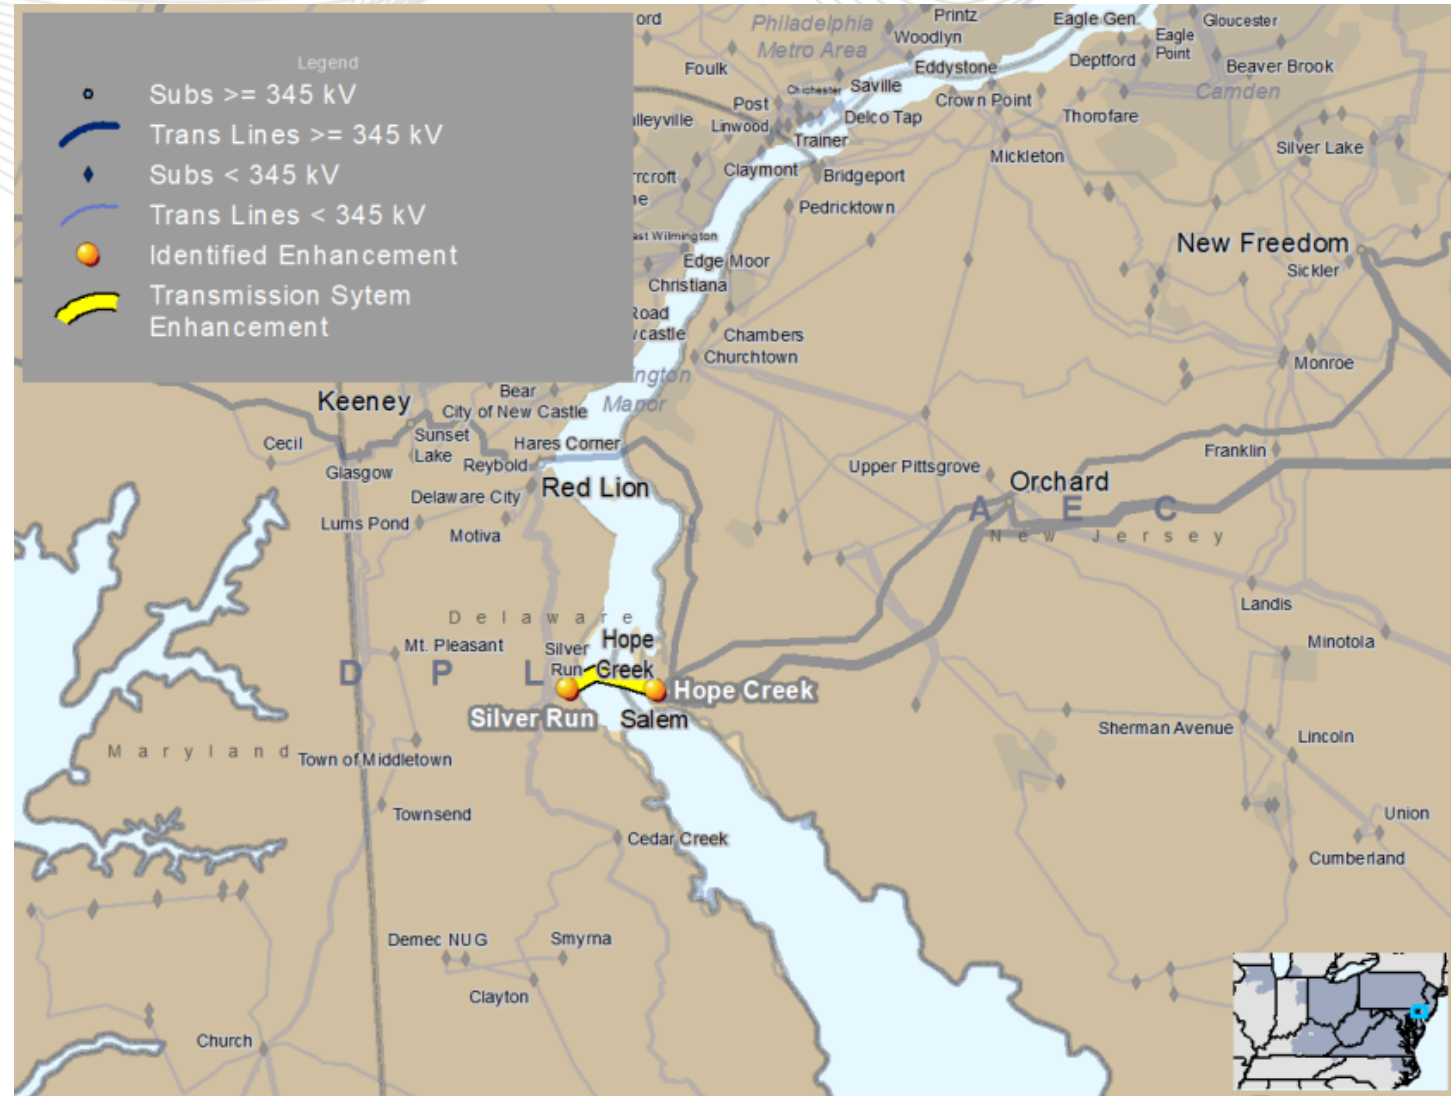 Legend
Subs >= 345 kV
Trans Lines >= 345 kV
Subs < 345 kV
Trans Lines < 345 kV
Identified Enhancement
Transmission Sytem
Enhancement
Philadelphia
Metro Area
Printz
Woodlyn
Eagle Gen.
Gloucester
Eagle
Point
Deptford
Beaver Brook
Camden
Foulk
Eddystone
Chichester
Saville
Post
Crown Point
Thorofare
Linwood
Delco Tap
Trainer
Mickleton
Silver Lake
Claymont
Bridgeport
Pedricktown
New Freedom
Sickler
Edge Moor
Christiana
Road
Chambers
Churchtown
Monroe
Manor
Keeney
Bear
City of New Castle
Cecil
Sunset
Lake
Hares Corner
Glasgow
Reybold
Red Lion
Delaware City
Lums Pond
Motiva
Upper Pittsgrove
Franklin
Orchard
A E C
New Jersey
Landis
Minotola
Delaware
Mt. Pleasant
Silver
Run
Hope
Creek
D P L
Hope Creek
Silver Run
Salem
Maryland
Town of Middletown
Sherman Avenue
Lincoln
Townsend
Union
Cedar Creek
Cumberland
Demec NUG
Smyrna
Clayton
Church